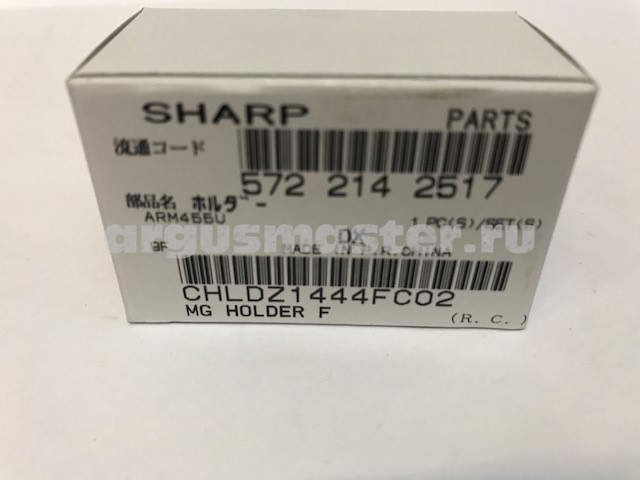 SHARP PARTS
流通コード
572 214 2517
部品名 ホルダー
ARM455U 1 PC(S)/SET(S)
DX
MADE IN P.R.CHINA
argusmaster.ru
CHLDZ1444FC02
MG HOLDER F
(R. C. )